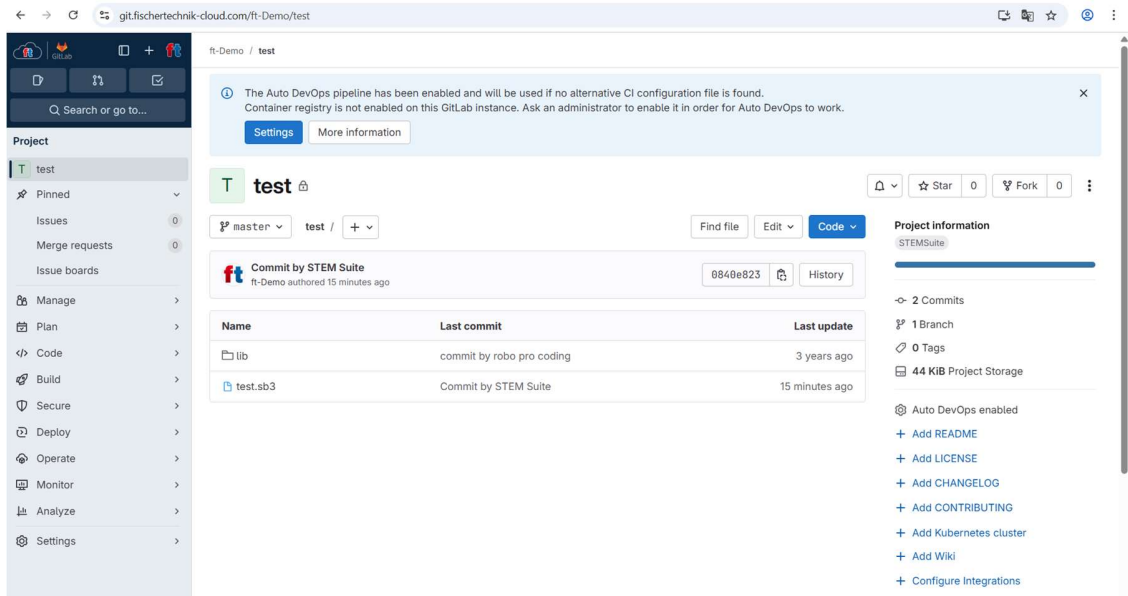 git.fischertechnik-cloud.com/ft-Demo/test
ft GitLab ft
Search or go to...
Project
T test
Pinned
Issues 0
Merge requests 0
Issue boards
Manage
Plan
Code
Build
Secure
Deploy
Operate
Monitor
Analyze
Settings
ft-Demo / test
The Auto DevOps pipeline has been enabled and will be used if no alternative CI configuration file is found.
Container registry is not enabled on this GitLab instance. Ask an administrator to enable it in order for Auto DevOps to work.
Settings More information
T test Star 0 Fork 0
master test / + Find file Edit Code
ft Commit by STEM Suite
ft-Demo authored 15 minutes ago
0840e823 History
Name Last commit Last update
lib commit by robo pro coding 3 years ago
test.sb3 Commit by STEM Suite 15 minutes ago
Project information
STEMSuite
2 Commits
1 Branch
0 Tags
44 KiB Project Storage
Auto DevOps enabled
+ Add README
+ Add LICENSE
+ Add CHANGELOG
+ Add CONTRIBUTING
+ Add Kubernetes cluster
+ Add Wiki
+ Configure Integrations